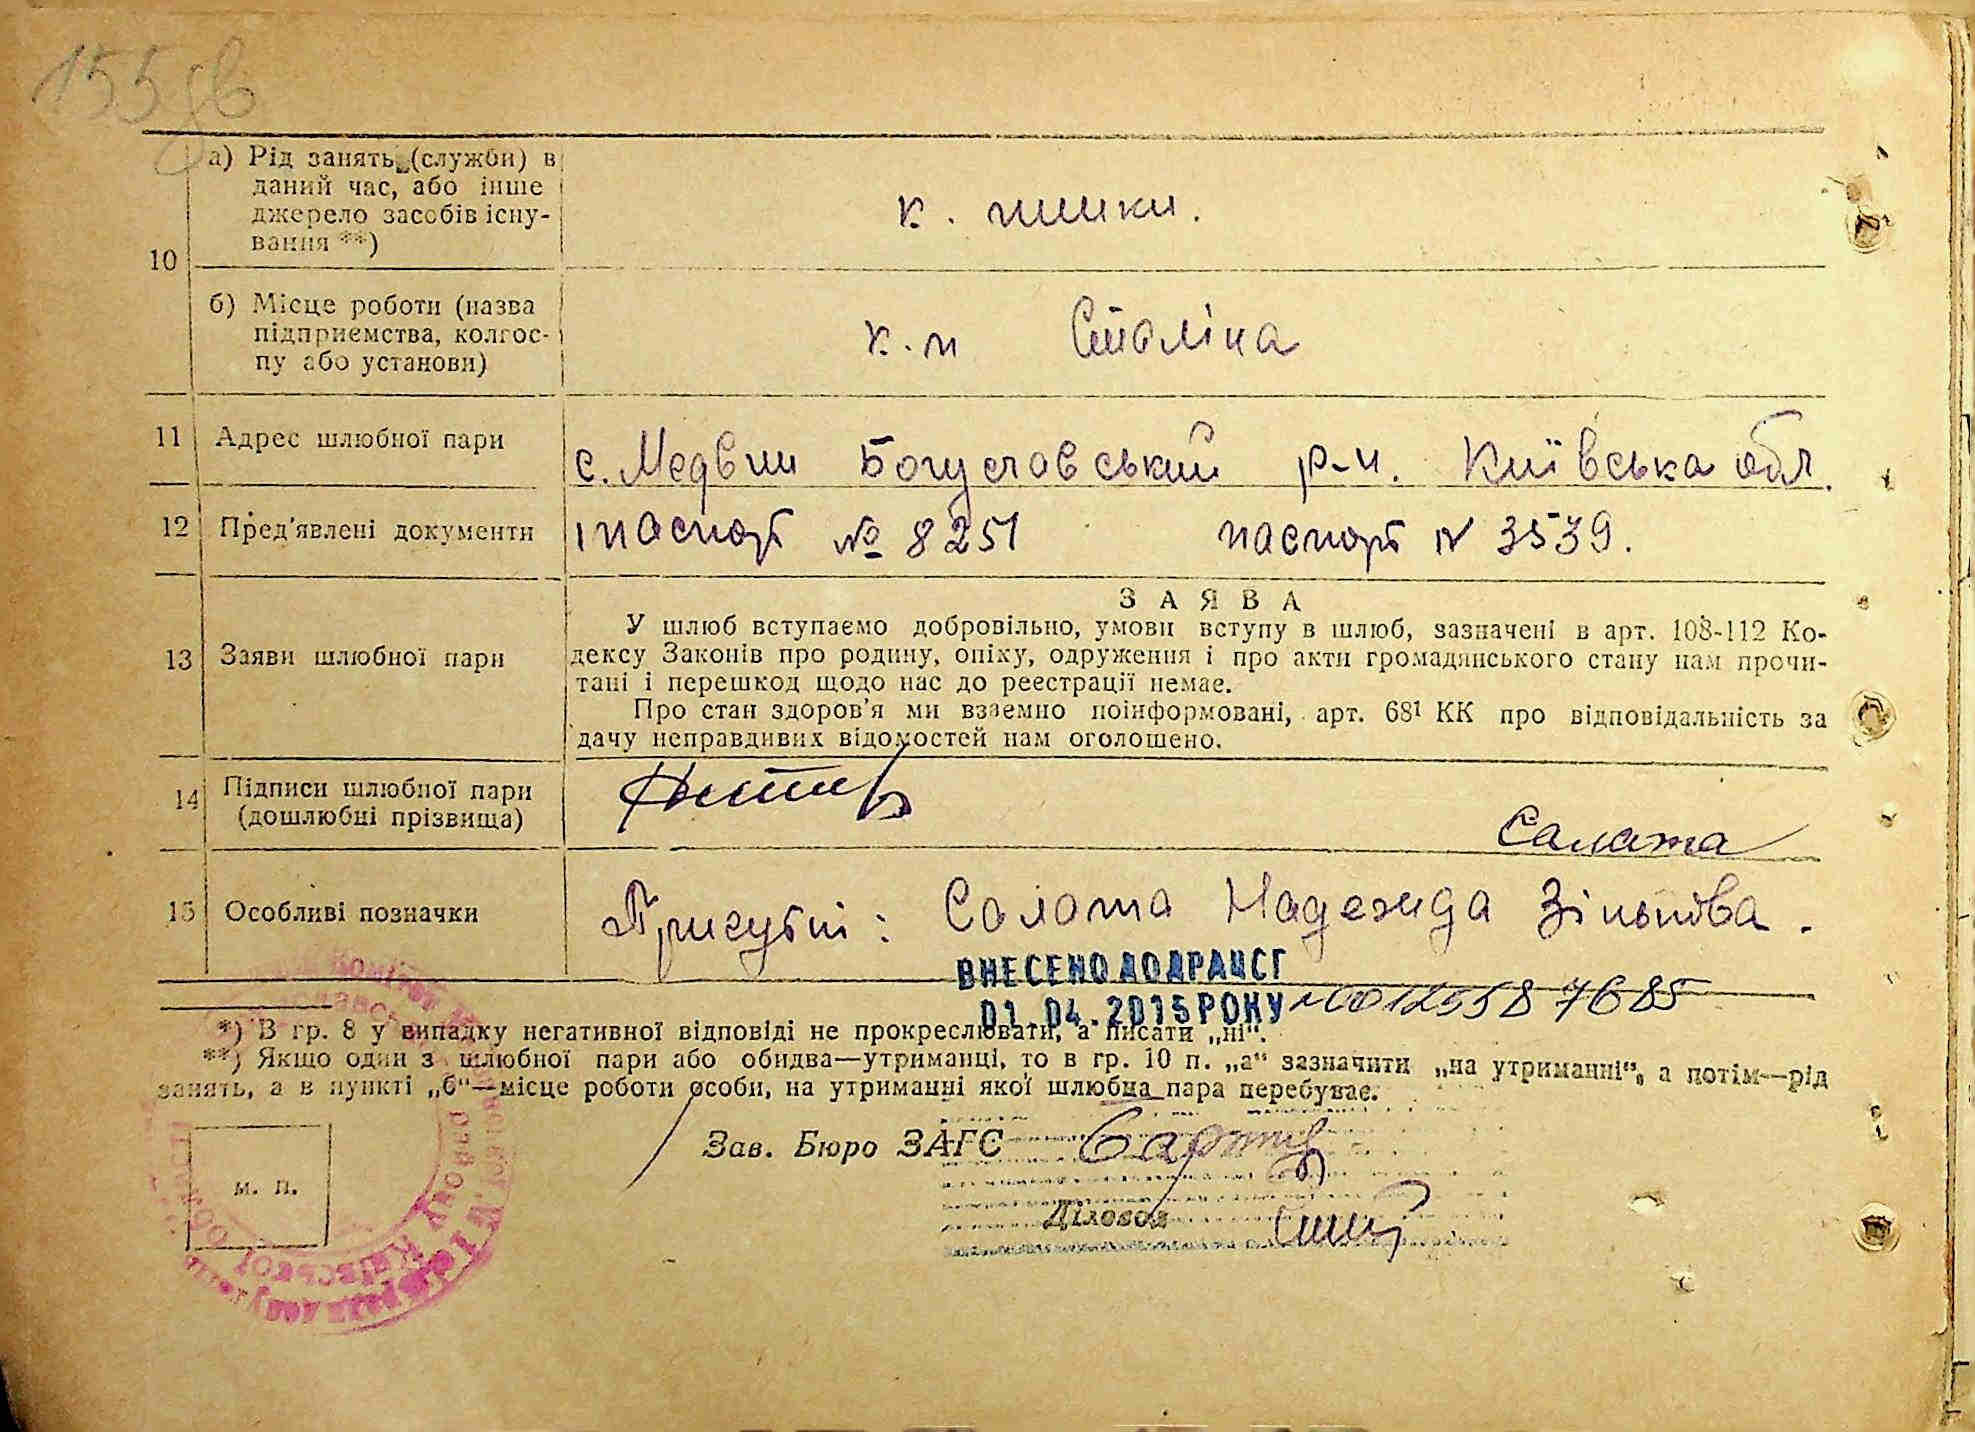 155 зв
а) Рід занять (служби) в
даний час, або інше
джерело засобів існу-
вання **)
10
к. пишки.
б) Місце роботи (назва
підприємства, колгос-
пу або установи)
к.п Сталіна
11 Адрес шлюбної пари
с. Медвин Богуславський р-н. Київська обл.
12 Пред'явлені документи
паспорт № 8251 паспорт N 3539.
ЗАЯВА
13 Заяви шлюбної пари
У шлюб вступаємо добровільно, умови вступу в шлюб, зазначені в арт. 108-112 Ко-
дексу Законів про родину, опіку, одруження і про акти громадянського стану нам прочи-
тані і перешкод щодо нас до реєстрації немає.
Про стан здоров'я ми взаємно поінформовані, арт. 68¹ КК про відповідальність за
дачу неправдивих відомостей нам оголошено.
14 Підписи шлюбної пари
(дошлюбні прізвища)
Салата
15 Особливі позначки
Присутні: Салата Надежида Зіньківа.
ВНЕСЕНО ДО ДРАЦСГ
01.04.2015 РОКУ
*) В гр. 8 у випадку негативної відповіді не прокреслювати, а писати „ні“.
**) Якщо один з шлюбної пари або обидва—утриманці, то в гр. 10 п. „а“ зазначити „на утриманні“, а потім—рід
занять, а в пункті „б“—місце роботи особи, на утриманні якої шлюбна пара перебуває.
Зав. Бюро ЗАГС
м. п.
Діловод